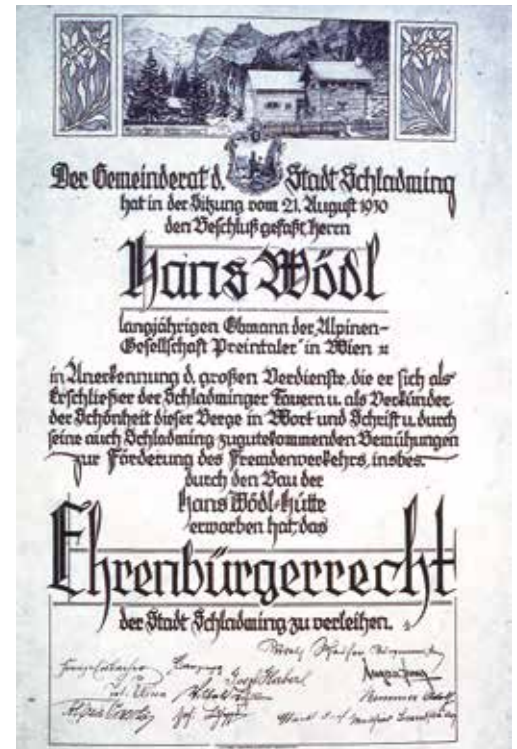 Der Gemeinderat d. Stadt Schladming
hat in der Sitzung vom 21. August 1930
den Beschluß gefaßt, Herrn
Hans Wödl
langjährigen Obmann der „Alpinen-
Gesellschaft Preintaler" in Wien
in Anerkennung d. großen Verdienste, die er sich als
Erschließer der Schladminger Tauern u. als Verkünder
der Schönheit dieser Berge in Wort und Schrift u. durch
seine auch Schladming zugutekommenden Bemühungen
zur Förderung des Fremdenverkehrs, insbes.
durch den Bau der
Hans Wödl-Hütte
erworben hat, das
Ehrenbürgerrecht
der Stadt Schladming zu verleihen.